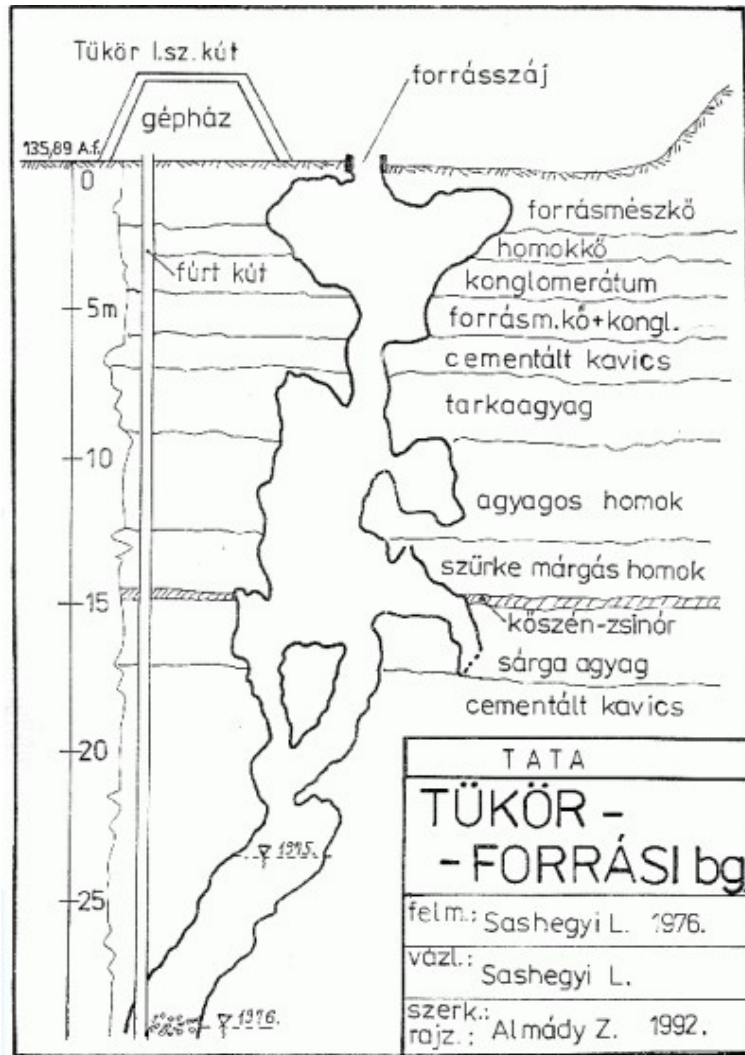 Tükör I.sz. kút
forrásszáj
gépház
135,89 A.f.
0
forrásmészkő
homokkő
fúrt kút
konglomerátum
5m
forrásm.kő+kongl.
cementált kavics
tarkaagyag
10
agyagos homok
szürke márgás homok
15
kőszén-zsinór
sárga agyag
cementált kavics
20
TATA
TÜKÖR -
- FORRÁSI bg
1975.
25
felm.: Sashegyi L. 1976.
vázl.: Sashegyi L.
1976.
szerk.:
rajz.: Almády Z. 1992.